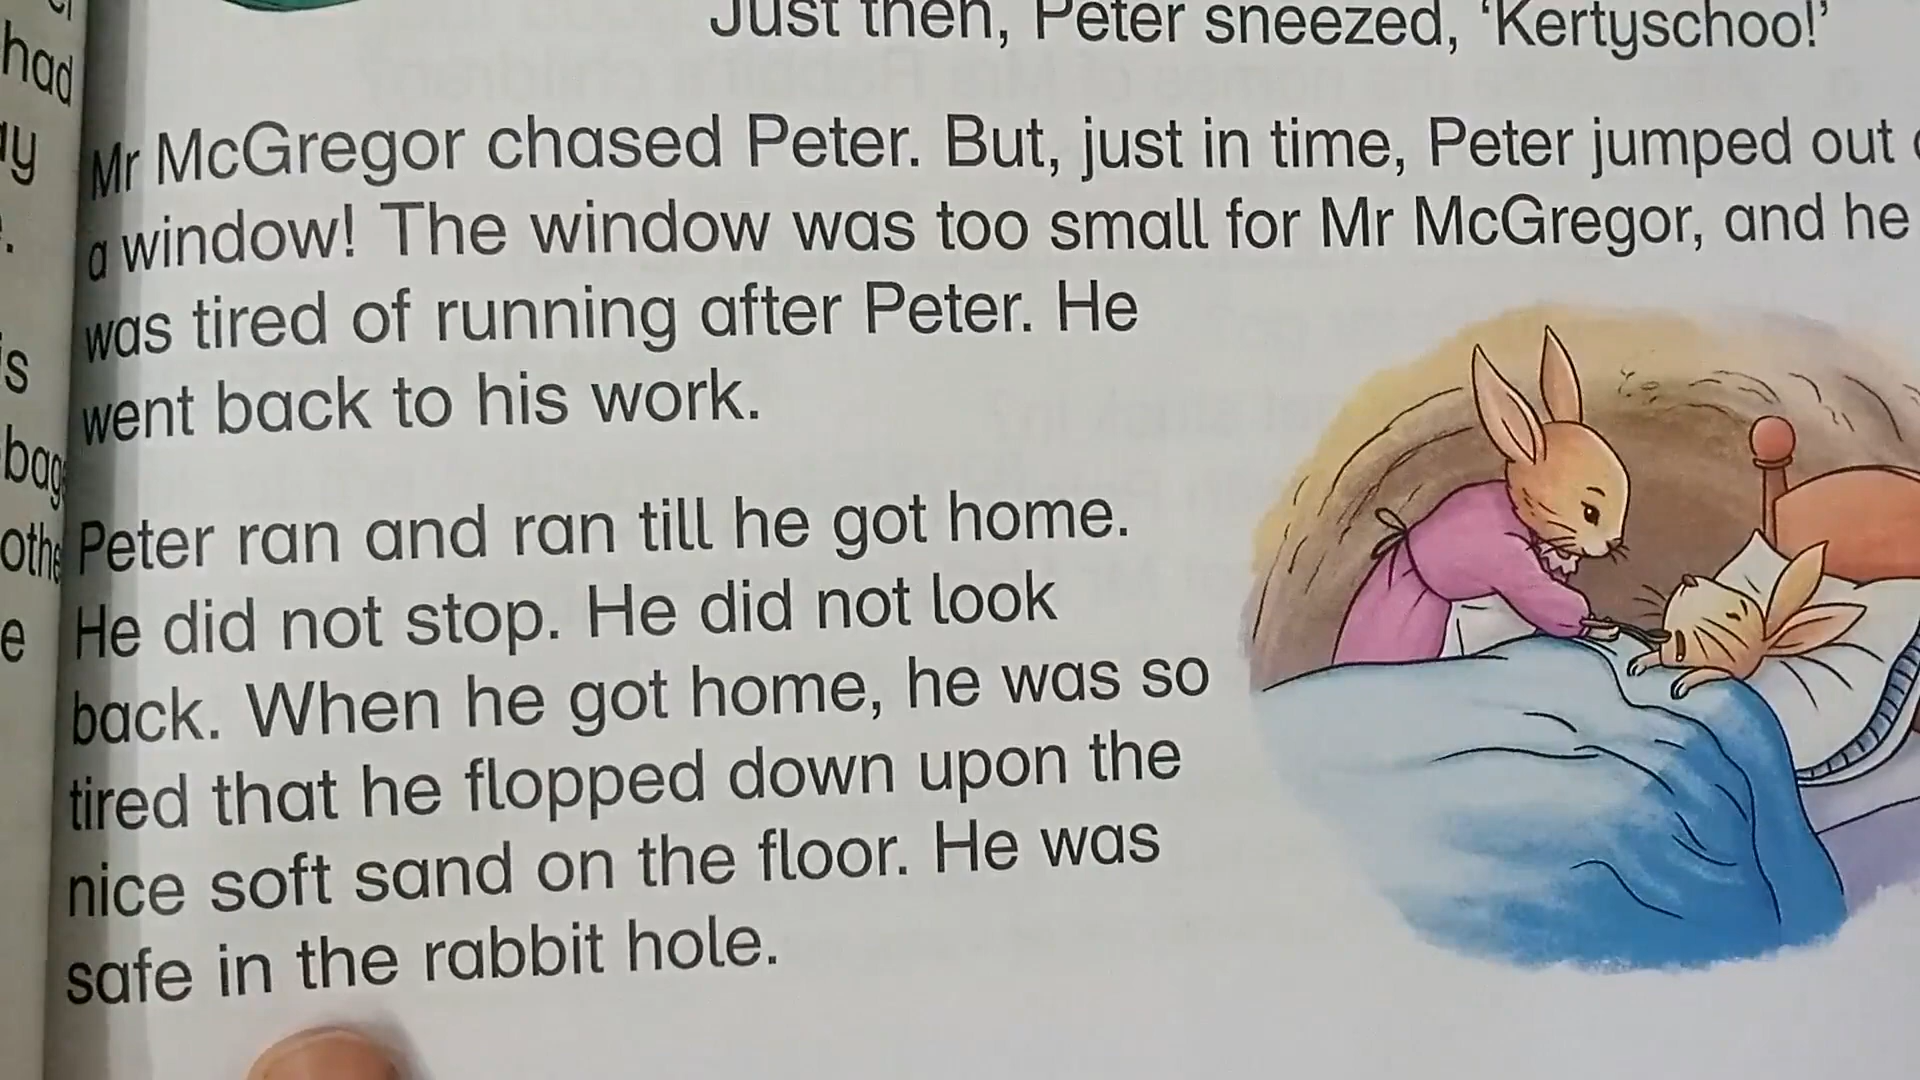 Just then, Peter sneezed, 'Kertyschoo!'
Mr McGregor chased Peter. But, just in time, Peter jumped out
a window! The window was too small for Mr McGregor, and he
was tired of running after Peter. He
went back to his work.
Peter ran and ran till he got home.
He did not stop. He did not look
back. When he got home, he was so
tired that he flopped down upon the
nice soft sand on the floor. He was
safe in the rabbit hole.
had